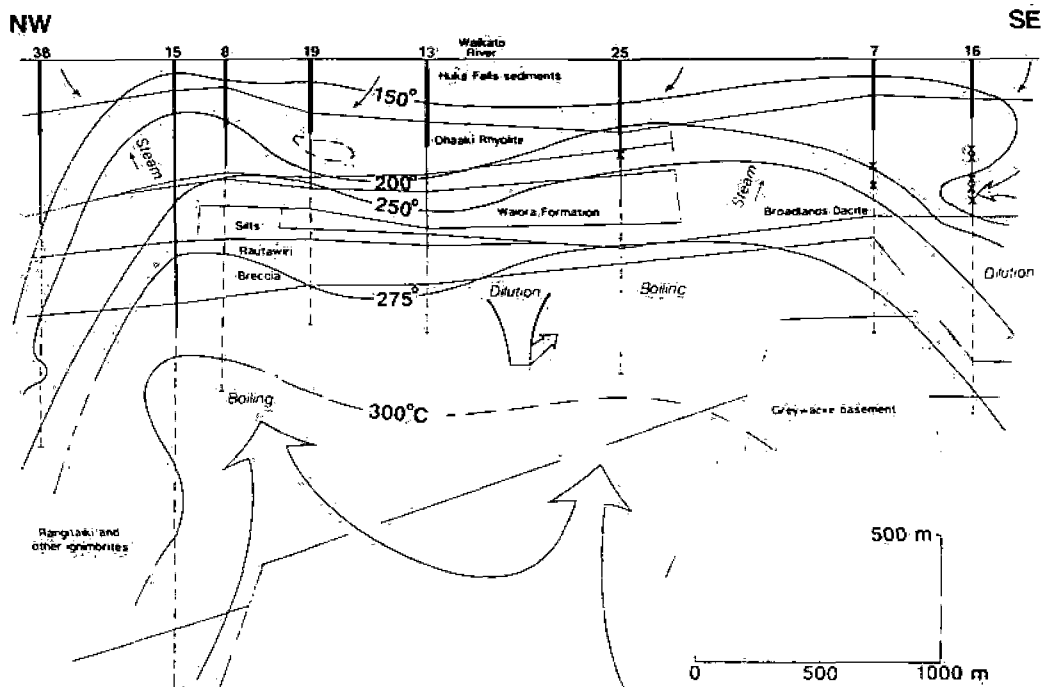 NW
SE
38
15
8
19
13
Waikato
River
25
7
16
Huka Falls sediments
150°
Ohaaki Rhyolite
Steam
200°
250°
Steam
Waiora Formation
Broadlands Dacite
Silts
Rautawiri
Breccia
275°
Dilution
Boiling
Dilution
Boiling
300°C
Greywacke basement
Rangitaiki and
other ignimbrites
500 m
0
500
1000 m